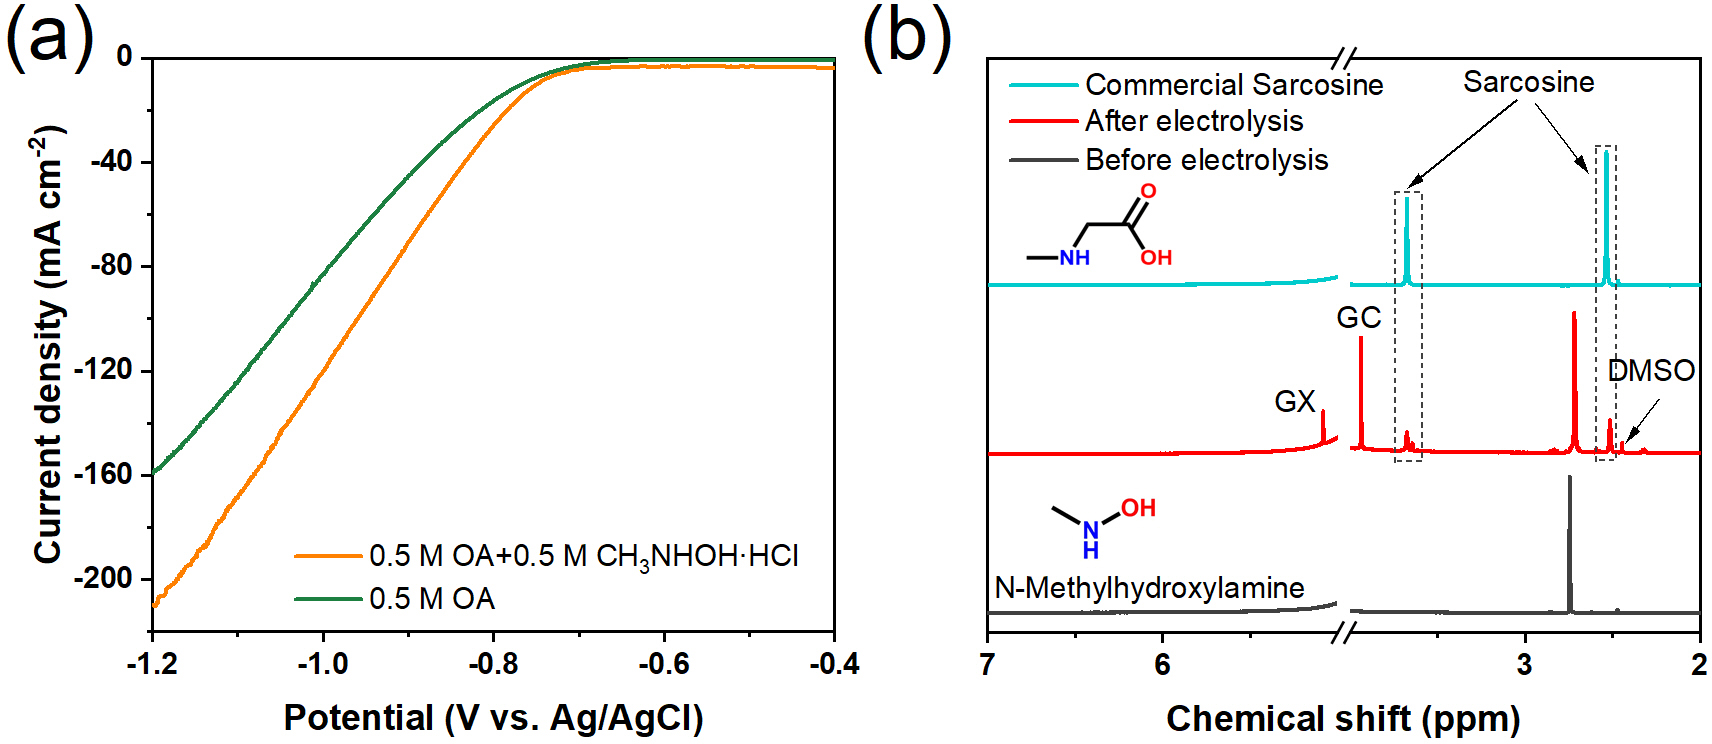 (a)
0
-40
-80
-120
-160
-200
Current density (mA cm⁻²)
0.5 M OA+0.5 M CH₃NHOH·HCl
0.5 M OA
-1.2 -1.0 -0.8 -0.6 -0.4
Potential (V vs. Ag/AgCl)
(b)
Commercial Sarcosine
After electrolysis
Before electrolysis
Sarcosine
O
NH
OH
GC
GX
DMSO
OH
N
H
N-Methylhydroxylamine
7 6 3 2
Chemical shift (ppm)